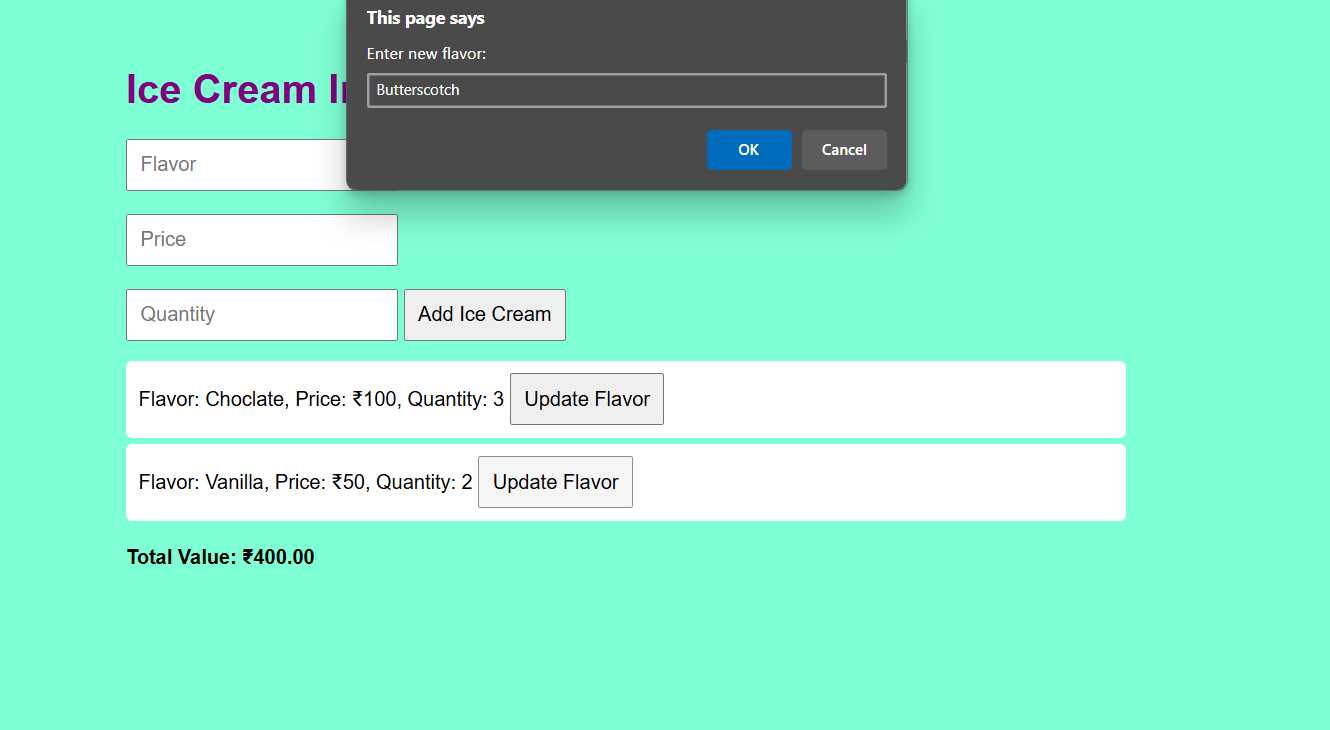 This page says
Enter new flavor:
Butterscotch
OK Cancel
Ice Cream
Flavor
Price
Quantity Add Ice Cream
Flavor: Choclate, Price: ₹100, Quantity: 3 Update Flavor
Flavor: Vanilla, Price: ₹50, Quantity: 2 Update Flavor
Total Value: ₹400.00